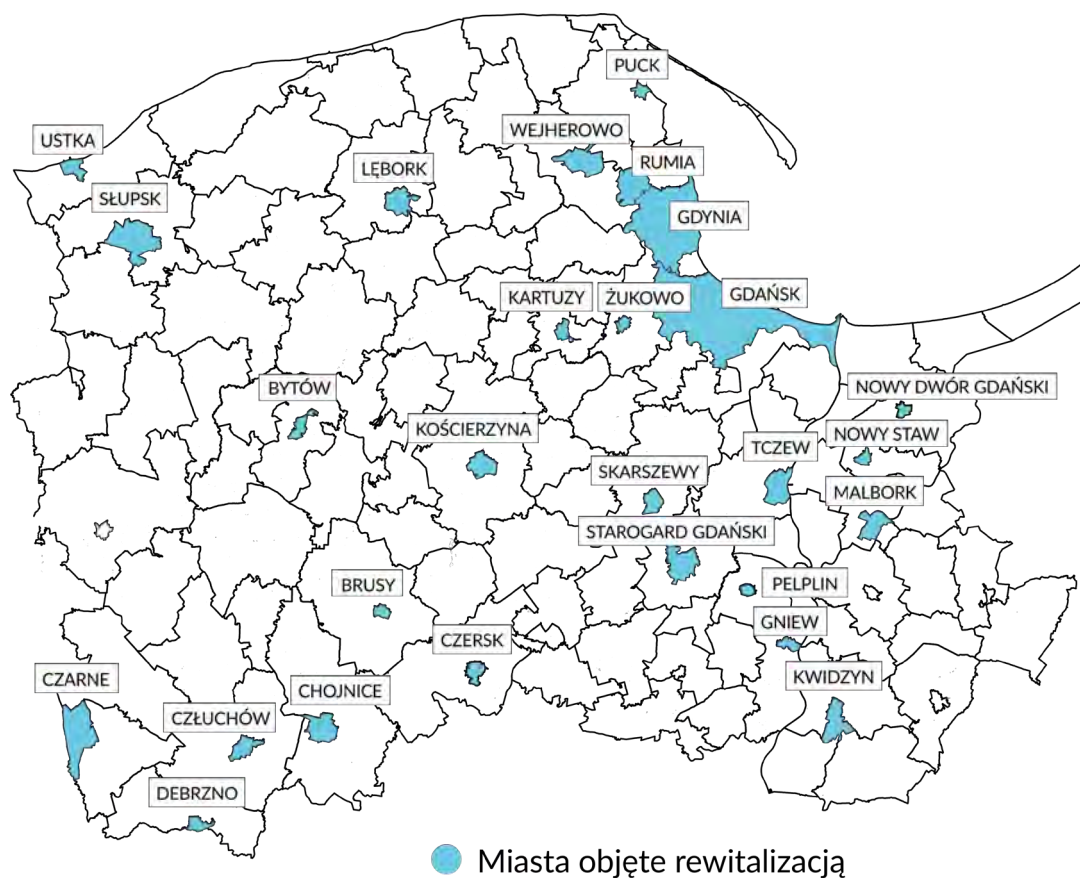 PUCK
WEJHEROWO
USTKA
RUMIA
LĘBORK
SŁUPSK
GDYNIA
GDAŃSK
KARTUZY
ŻUKOWO
NOWY DWÓR GDAŃSKI
BYTÓW
KOŚCIERZYNA
NOWY STAW
TCZEW
SKARSZEWY
MALBORK
STAROGARD GDAŃSKI
BRUSY
PELPLIN
GNIEW
CZERSK
KWIDZYN
CZARNE
CHOJNICE
CZŁUCHÓW
DEBRZNO
Miasta objęte rewitalizacją